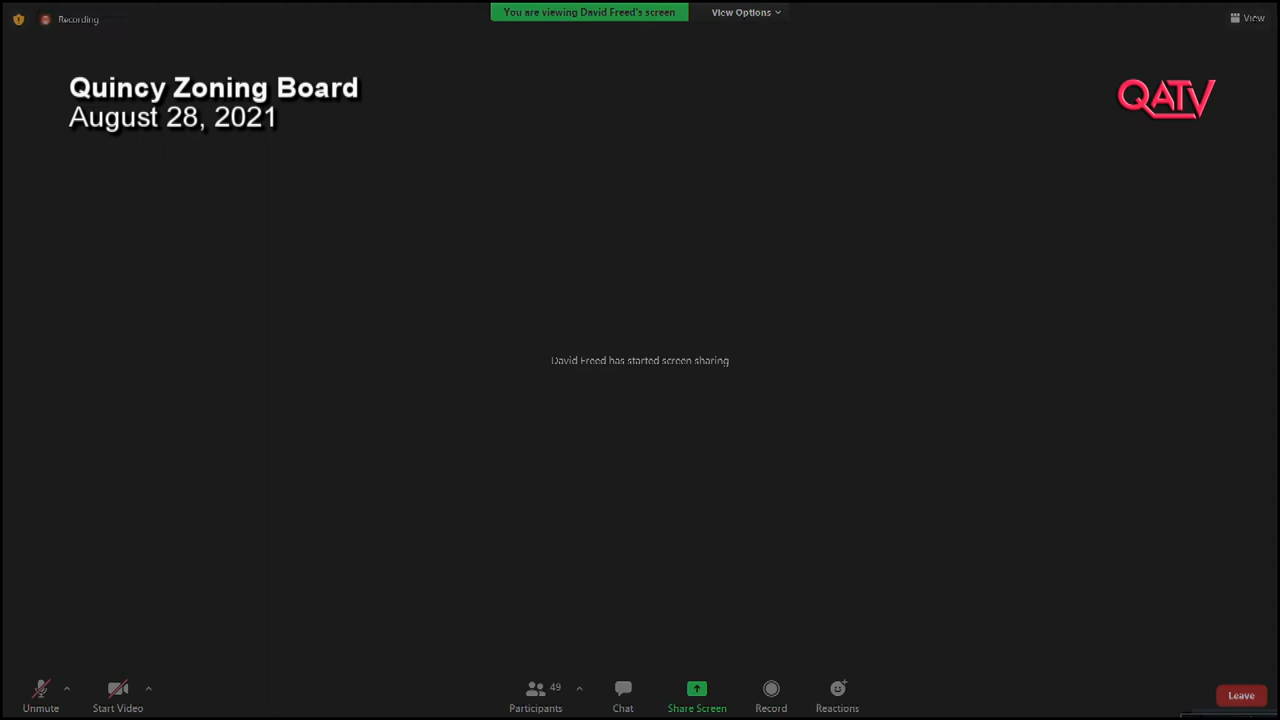 Recording
You are viewing David Freed's screen
View Options
View
Quincy Zoning Board
August 28, 2021
QATV
David Freed has started screen sharing
Unmute
Start Video
49
Participants
Chat
Share Screen
Record
Reactions
Leave